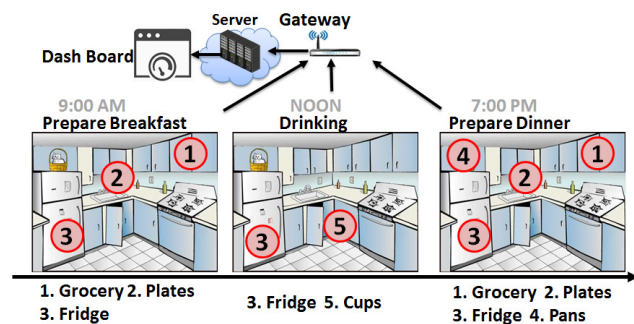 Server
Gateway
Dash Board
9:00 AM
Prepare Breakfast
NOON
Drinking
7:00 PM
Prepare Dinner
1
2
3
3
5
4
2
1
3
1. Grocery 2. Plates
3. Fridge
3. Fridge 5. Cups
1. Grocery 2. Plates
3. Fridge 4. Pans